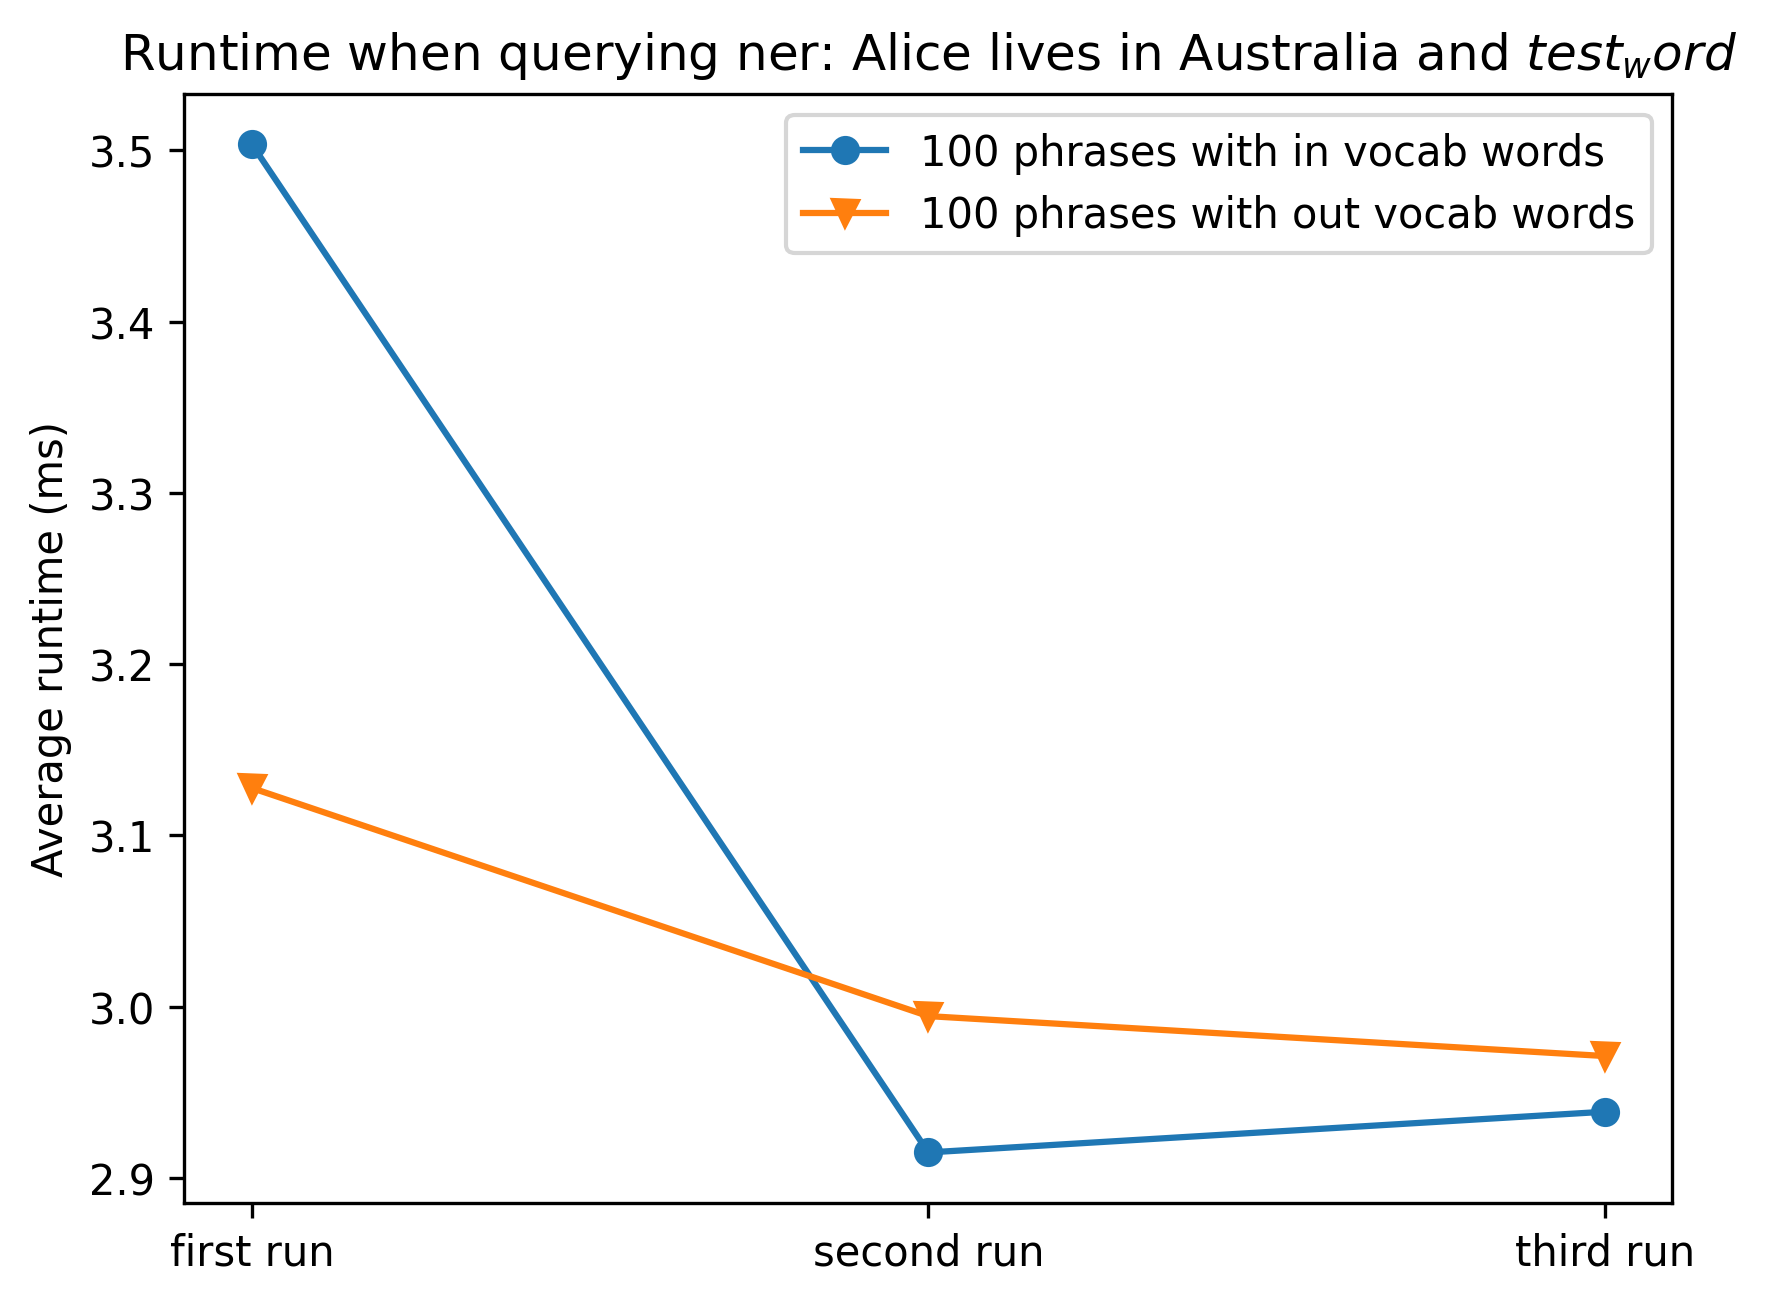 Runtime when querying ner: Alice lives in Australia and test_word
100 phrases with in vocab words
100 phrases with out vocab words
Average runtime (ms)
3.5
3.4
3.3
3.2
3.1
3.0
2.9
first run second run third run